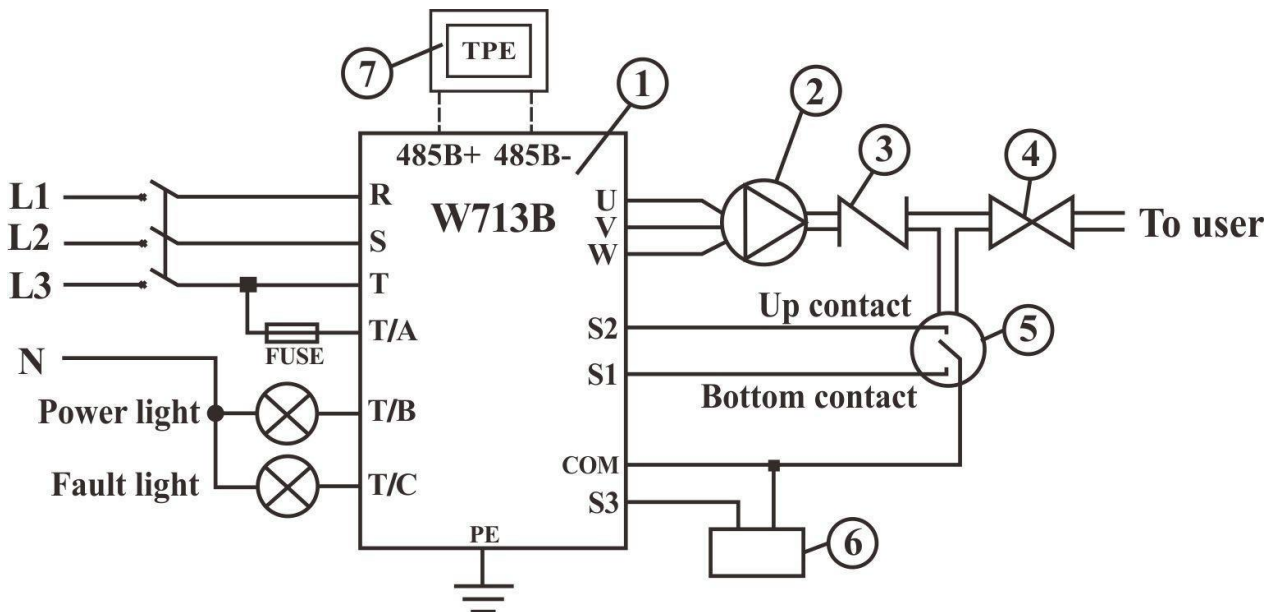 TPE
7
1
2
3
4
5
6
485B+ 485B-
W713B
L1
L2
L3
N
R
S
T
T/A
FUSE
Power light
T/B
Fault light
T/C
PE
U
V
W
To user
Up contact
S2
S1
Bottom contact
COM
S3